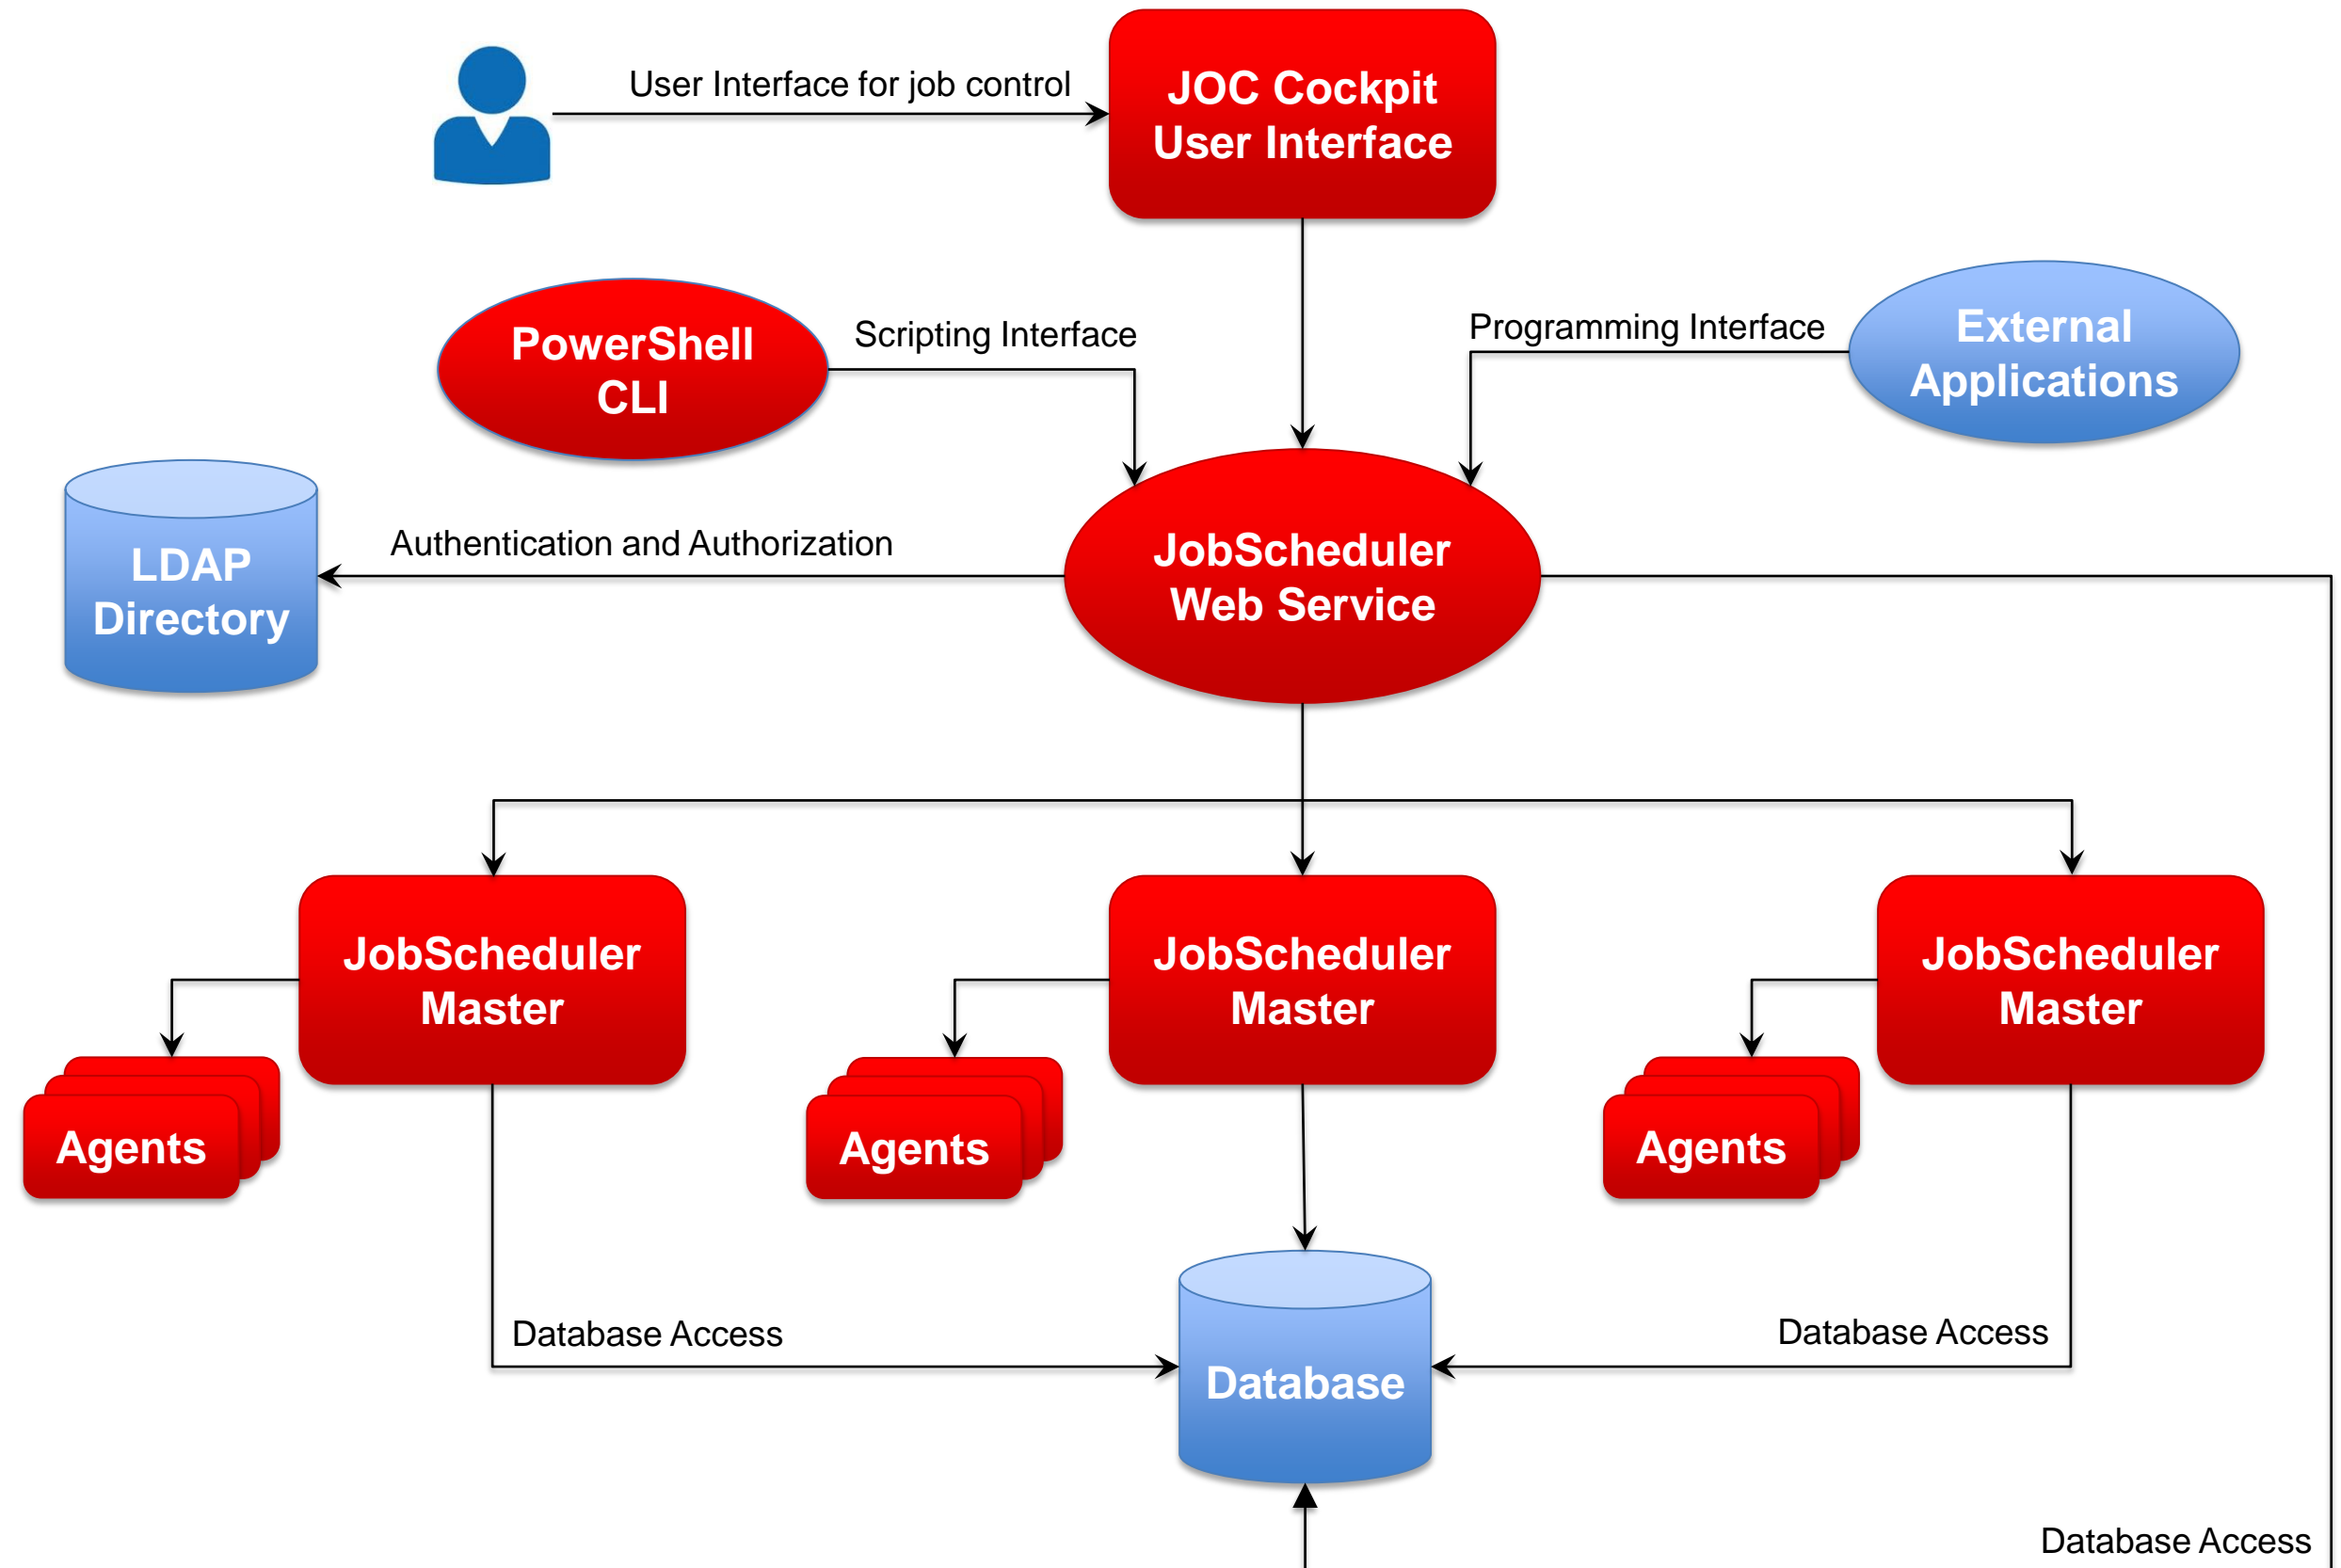 User Interface for job control
JOC Cockpit
User Interface
PowerShell
CLI
Scripting Interface
Programming Interface
External
Applications
LDAP
Directory
Authentication and Authorization
JobScheduler
Web Service
JobScheduler
Master
JobScheduler
Master
JobScheduler
Master
Agents
Agents
Agents
Database Access
Database
Database Access
Database Access